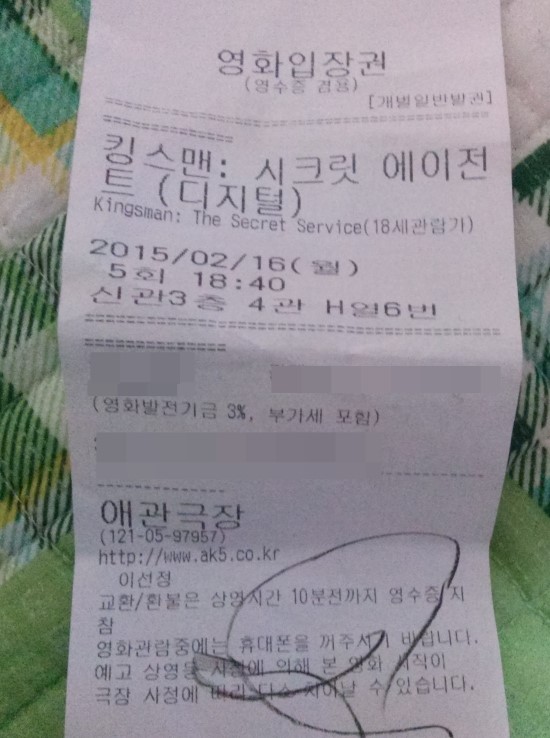 영화입장권
(영수증 겸용)
[개별일반발권]
킹스맨: 시크릿 에이전
트 (디지털)
Kingsman: The Secret Service(18세관람가)
2015/02/16(월)
5회 18:40
신관3층 4관 H열6번
(영화발전기금 3%, 부가세 포함)
애관극장
(121-05-97957)
http://www.ak5.co.kr
이선정
교환/환불은 상영시간 10분전까지 영수증 지
참
영화관람중에는 휴대폰을 꺼주시기 바랍니다.
예고 상영등 사정에 의해 본 영화 시작이
극장 사정에 따라 다소 차이날 수 있습니다.